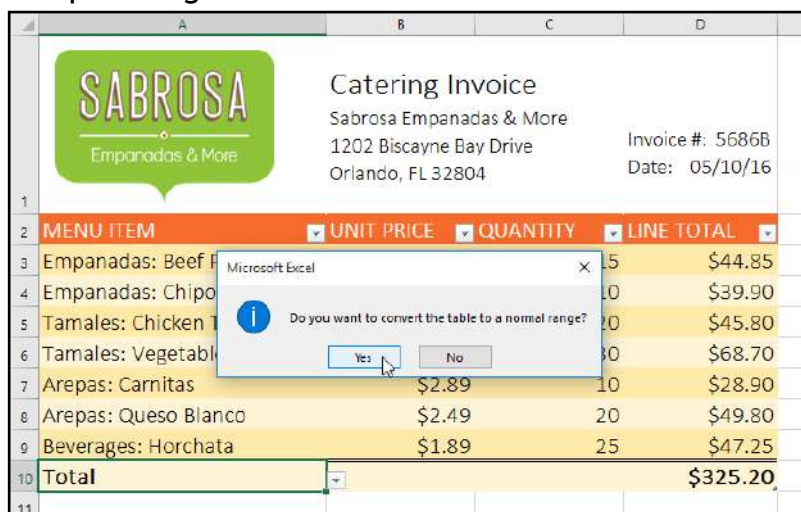 A B C D
SABROSA
Empanadas & More
Catering Invoice
Sabrosa Empanadas & More
1202 Biscayne Bay Drive
Orlando, FL 32804
Invoice #: 5686B
Date: 05/10/16
1
2 MENU ITEM UNIT PRICE QUANTITY LINE TOTAL
3 Empanadas: Beef 15 $44.85
4 Empanadas: Chipo 10 $39.90
5 Tamales: Chicken 20 $45.80
6 Tamales: Vegetabl 30 $68.70
7 Arepas: Carnitas $2.89 10 $28.90
8 Arepas: Queso Blanco $2.49 20 $49.80
9 Beverages: Horchata $1.89 25 $47.25
10 Total $325.20
11
Microsoft Excel
Do you want to convert the table to a normal range?
Yes No